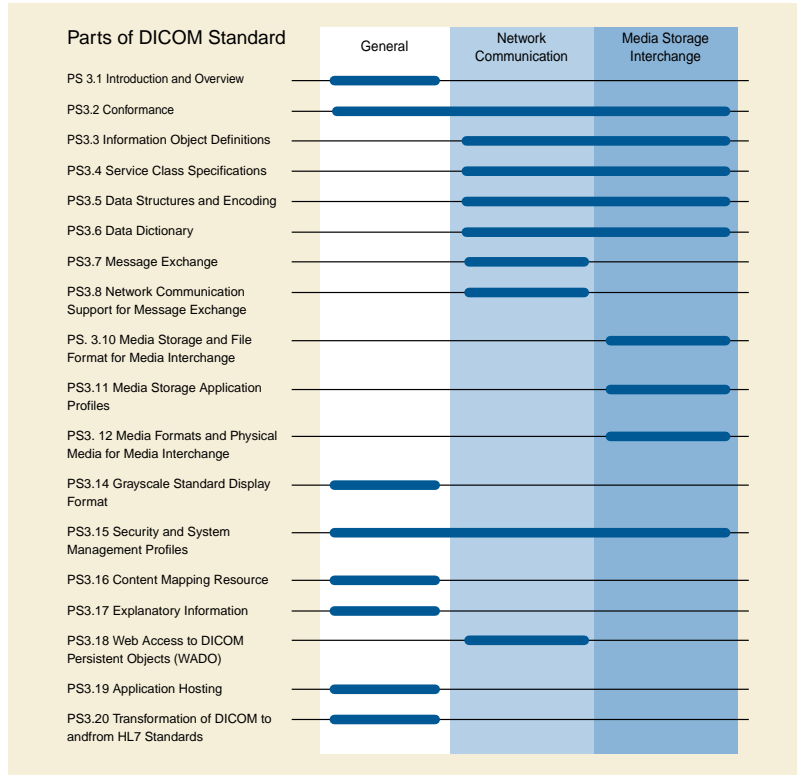 Parts of DICOM Standard
General
Network
Communication
Media Storage
Interchange
PS 3.1 Introduction and Overview
PS3.2 Conformance
PS3.3 Information Object Definitions
PS3.4 Service Class Specifications
PS3.5 Data Structures and Encoding
PS3.6 Data Dictionary
PS3.7 Message Exchange
PS3.8 Network Communication
Support for Message Exchange
PS. 3.10 Media Storage and File
Format for Media Interchange
PS3.11 Media Storage Application
Profiles
PS3. 12 Media Formats and Physical
Media for Media Interchange
PS3.14 Grayscale Standard Display
Format
PS3.15 Security and System
Management Profiles
PS3.16 Content Mapping Resource
PS3.17 Explanatory Information
PS3.18 Web Access to DICOM
Persistent Objects (WADO)
PS3.19 Application Hosting
PS3.20 Transformation of DICOM to
andfrom HL7 Standards